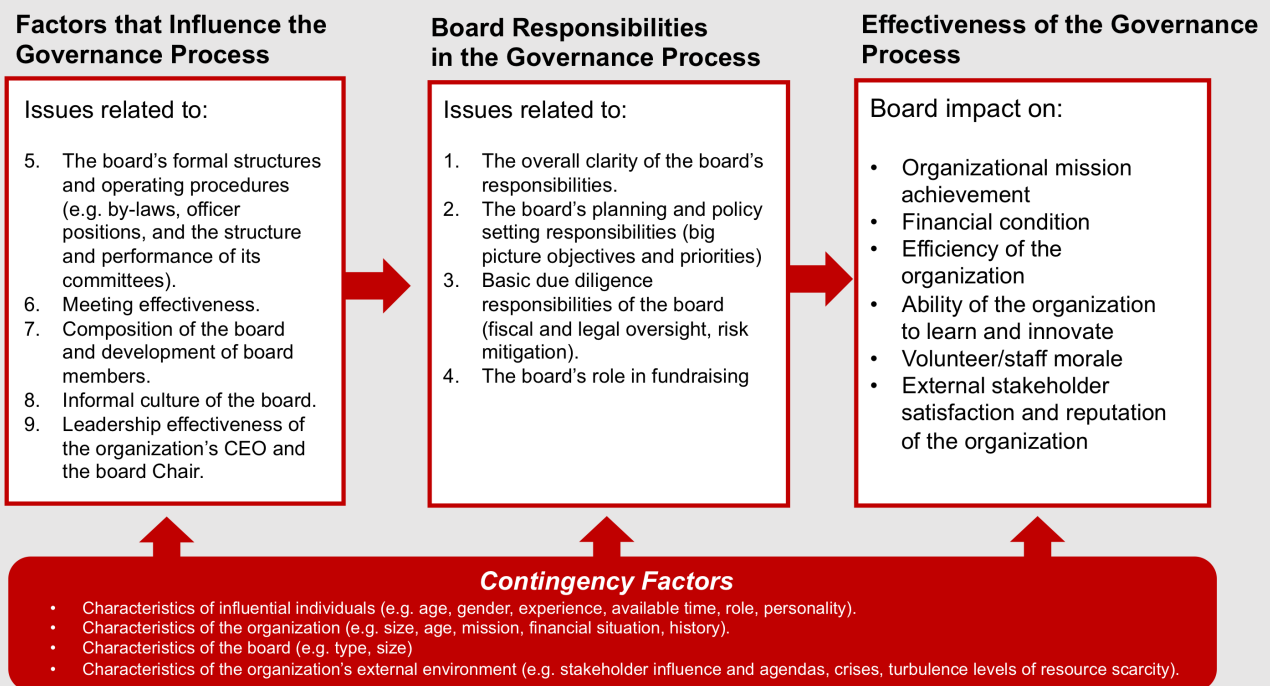 Factors that Influence the
Governance Process
Issues related to:
5. The board’s formal structures
and operating procedures
(e.g. by-laws, officer
positions, and the structure
and performance of its
committees).
6. Meeting effectiveness.
7. Composition of the board
and development of board
members.
8. Informal culture of the board.
9. Leadership effectiveness of
the organization’s CEO and
the board Chair.
Board Responsibilities
in the Governance Process
Issues related to:
1. The overall clarity of the board’s
responsibilities.
2. The board’s planning and policy
setting responsibilities (big
picture objectives and priorities)
3. Basic due diligence
responsibilities of the board
(fiscal and legal oversight, risk
mitigation).
4. The board’s role in fundraising
Effectiveness of the Governance
Process
Board impact on:
• Organizational mission
achievement
• Financial condition
• Efficiency of the
organization
• Ability of the organization
to learn and innovate
• Volunteer/staff morale
• External stakeholder
satisfaction and reputation
of the organization
Contingency Factors
• Characteristics of influential individuals (e.g. age, gender, experience, available time, role, personality).
• Characteristics of the organization (e.g. size, age, mission, financial situation, history).
• Characteristics of the board (e.g. type, size)
• Characteristics of the organization’s external environment (e.g. stakeholder influence and agendas, crises, turbulence levels of resource scarcity).